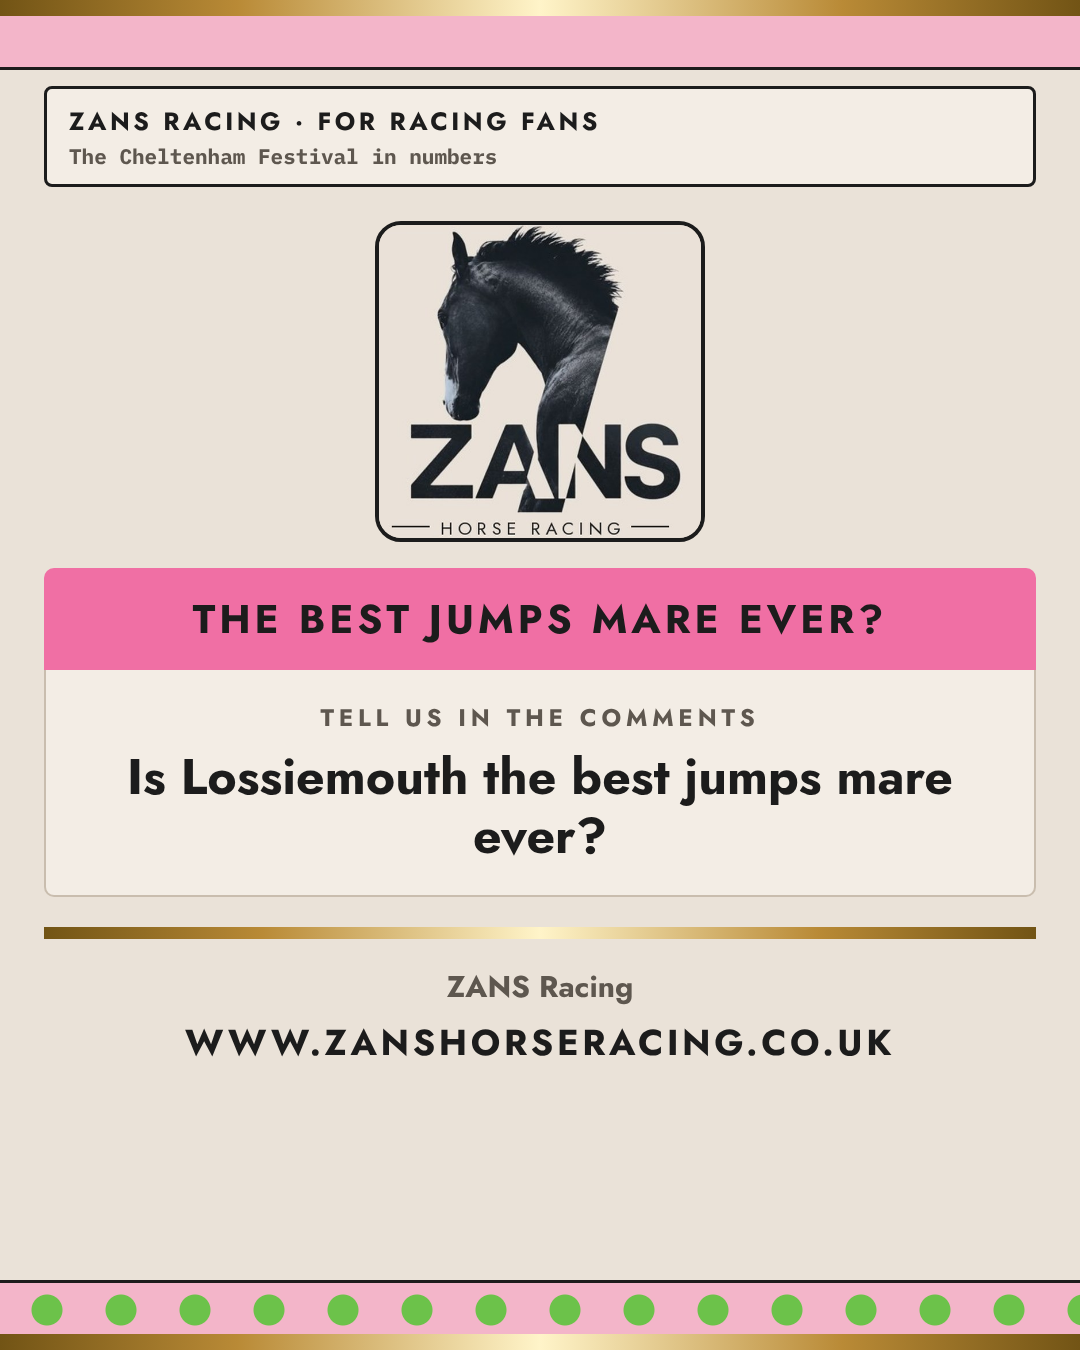 ZANS RACING · FOR RACING FANS
The Cheltenham Festival in numbers
ZANS
HORSE RACING
THE BEST JUMPS MARE EVER?
TELL US IN THE COMMENTS
Is Lossiemouth the best jumps mare
ever?
ZANS Racing
WWW.ZANSHORSERACING.CO.UK